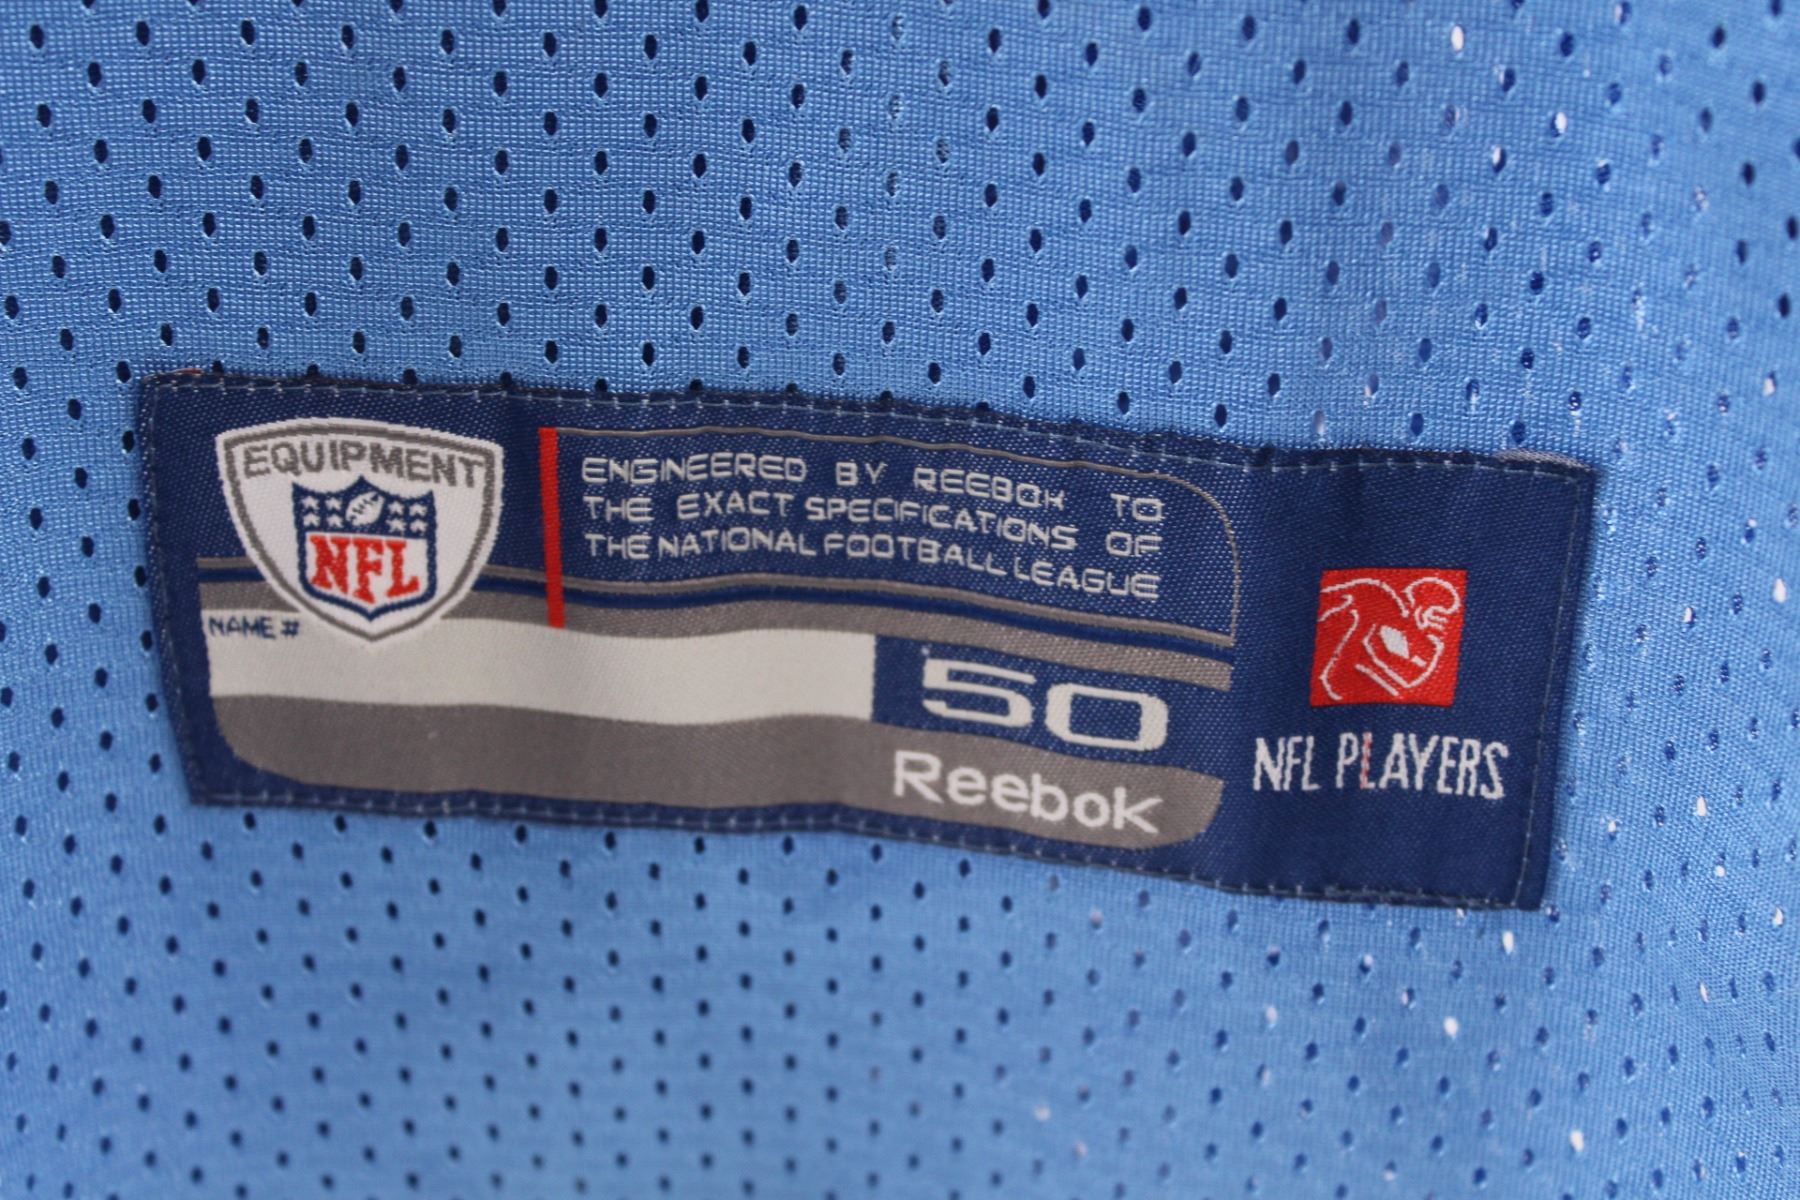 EQUIPMENT
NFL
ENGINEERED BY REEBOK TO
THE EXACT SPECIFICATIONS OF
THE NATIONAL FOOTBALL LEAGUE
NAME #
50
Reebok
NFL PLAYERS